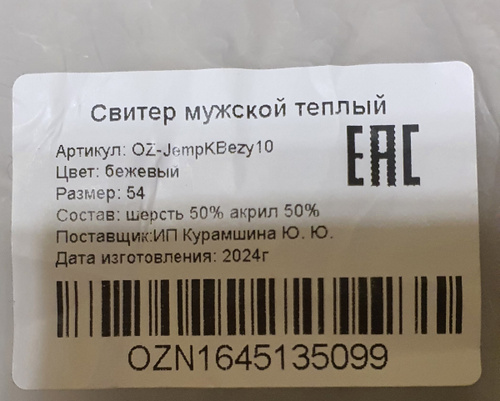 Свитер мужской теплый
Артикул: OZ-JempKBezy10
Цвет: бежевый
Размер: 54
Состав: шерсть 50% акрил 50%
Поставщик:ИП Курамшина Ю. Ю.
Дата изготовления: 2024г
EAC
OZN1645135099